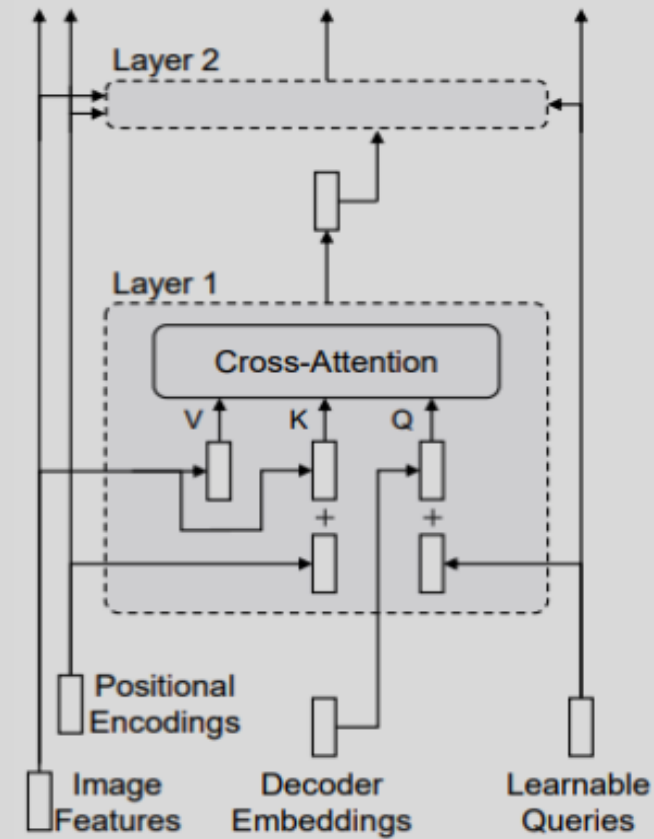 Layer 2
Layer 1
Cross-Attention
V K Q
+ +
Positional
Encodings
Image
Features
Decoder
Embeddings
Learnable
Queries